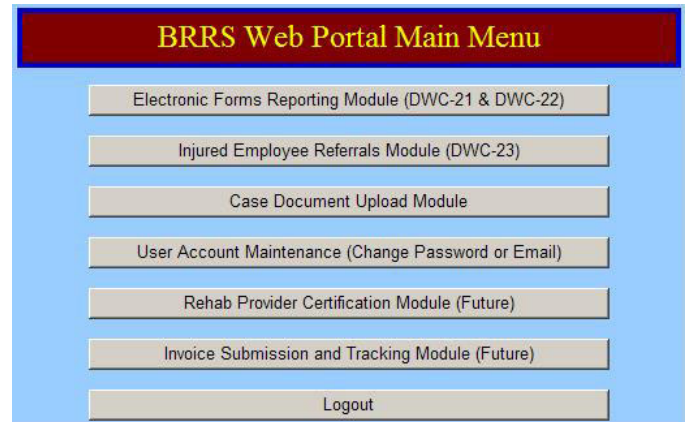 BRRS Web Portal Main Menu
Electronic Forms Reporting Module (DWC-21 & DWC-22)
Injured Employee Referrals Module (DWC-23)
Case Document Upload Module
User Account Maintenance (Change Password or Email)
Rehab Provider Certification Module (Future)
Invoice Submission and Tracking Module (Future)
Logout